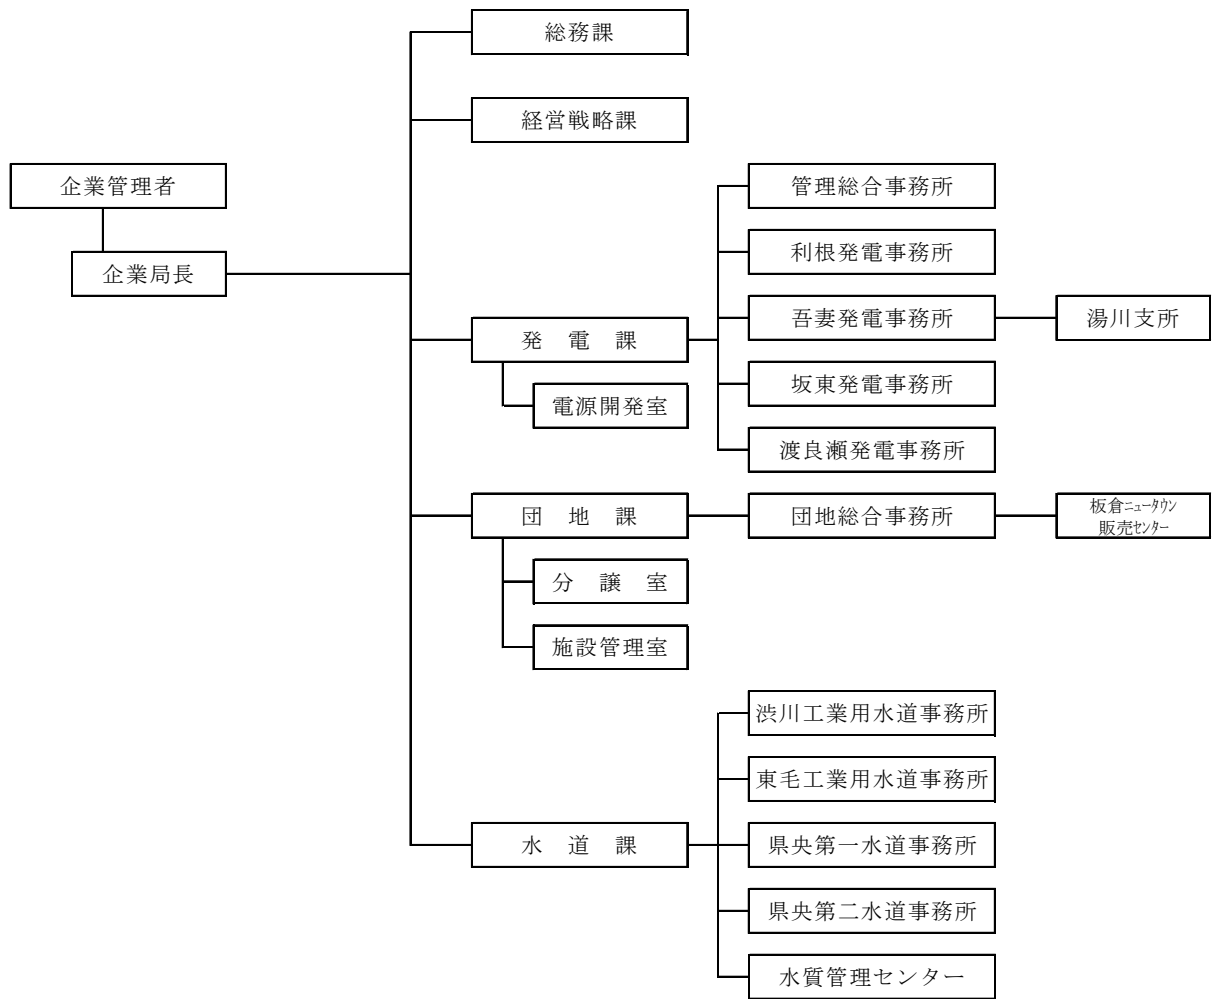 総務課
経営戦略課
企業管理者
企業局長
管理総合事務所
利根発電事務所
発　電　課
吾妻発電事務所
湯川支所
電源開発室
坂東発電事務所
渡良瀬発電事務所
団　地　課
団地総合事務所
板倉ﾆｭｰﾀｳﾝ
販売ｾﾝﾀｰ
分　譲　室
施設管理室
渋川工業用水道事務所
東毛工業用水道事務所
水　道　課
県央第一水道事務所
県央第二水道事務所
水質管理センター